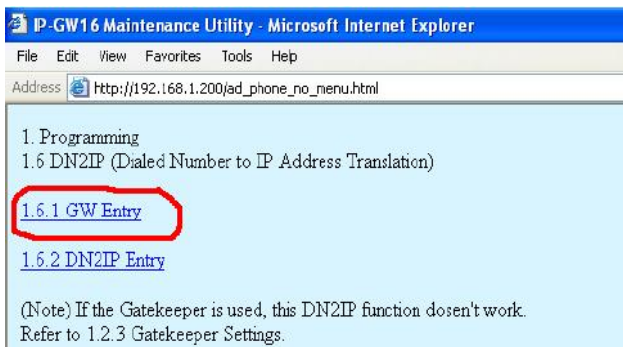 IP-GW16 Maintenance Utility - Microsoft Internet Explorer
File Edit View Favorites Tools Help
Address http://192.168.1.200/ad_phone_no_menu.html
1. Programming
1.6 DN2IP (Dialed Number to IP Address Translation)
1.6.1 GW Entry
1.6.2 DN2IP Entry
(Note) If the Gatekeeper is used, this DN2IP function dosen't work.
Refer to 1.2.3 Gatekeeper Settings.